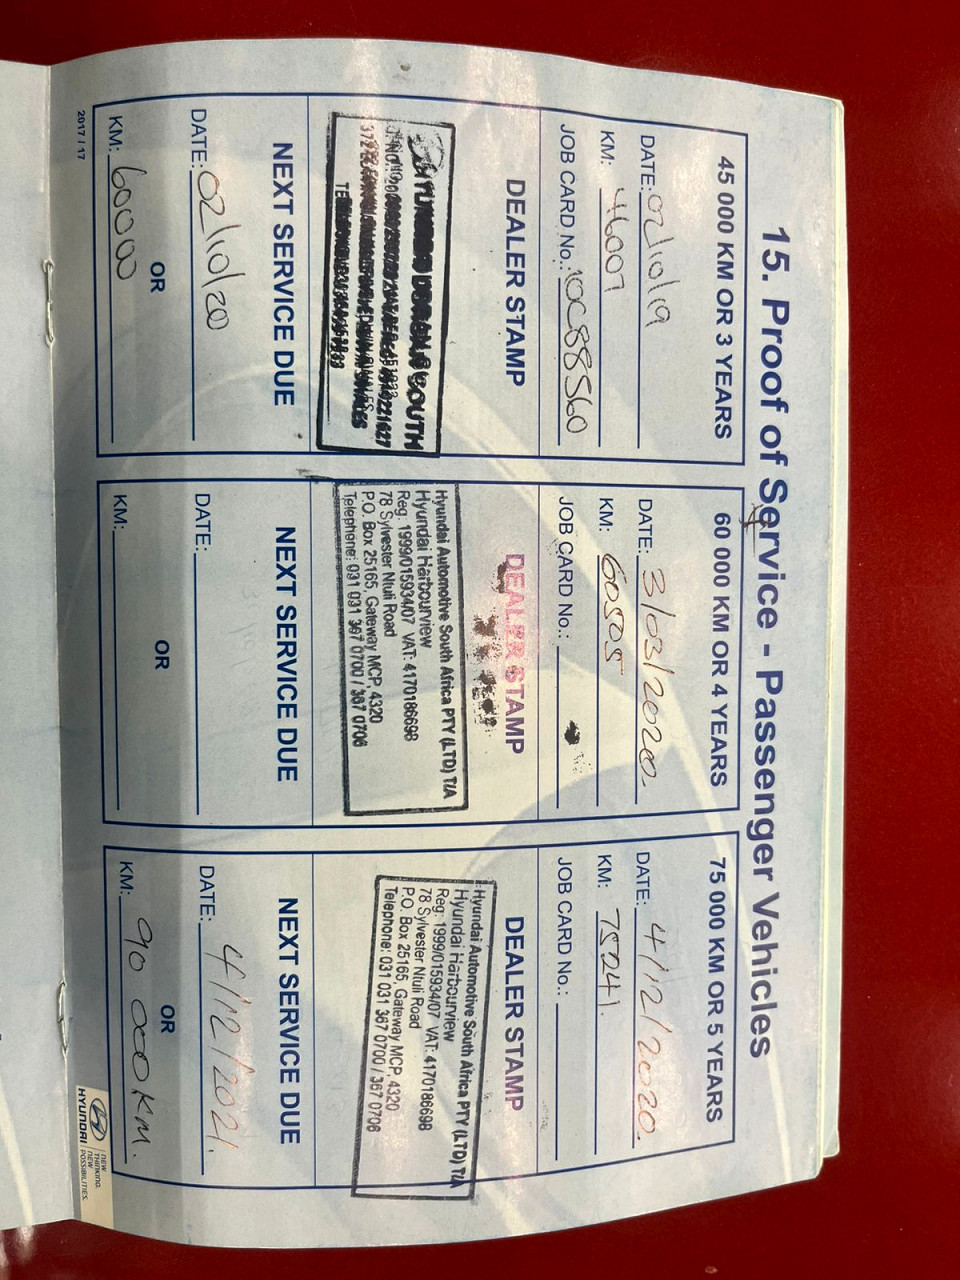 15. Proof of Service - Passenger Vehicles
45 000 KM OR 3 YEARS
DATE: 02/10/19
KM: 46007
JOB CARD No.: 10C88560
DEALER STAMP
NEXT SERVICE DUE
DATE: 02/10/20
OR
KM: 60000
60 000 KM OR 4 YEARS
DATE: 3/03/2020.
KM: 60505
JOB CARD No.:
DEALER STAMP
Hyundai Automotive South Africa PTY (LTD) T/A
Hyundai Harbourview
Reg: 1999/015934/07 VAT: 4170186698
78 Sylvester Ntuli Road
P.O. Box 25165, Gateway MCP, 4320
Telephone: 031 031 367 0700 / 367 0706
NEXT SERVICE DUE
DATE:
OR
KM:
75 000 KM OR 5 YEARS
DATE: 4/12/2020.
KM: 75241.
JOB CARD No.:
DEALER STAMP
Hyundai Automotive South Africa PTY (LTD) T/A
Hyundai Harbourview
Reg: 1999/015934/07 VAT: 4170186698
78 Sylvester Ntuli Road
P.O. Box 25165, Gateway MCP, 4320
Telephone: 031 031 367 0700 / 367 0706
NEXT SERVICE DUE
DATE: 4/12/2021.
OR
KM: 90 000KM.
2017 / 17
HYUNDAI
NEW
THINKING.
NEW
POSSIBILITIES.